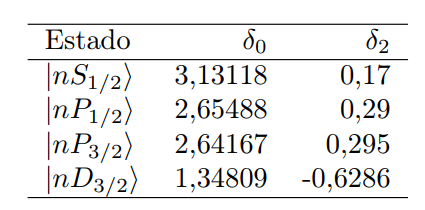 Estado δ₀ δ₂
|nS₁/₂⟩ 3,13118 0,17
|nP₁/₂⟩ 2,65488 0,29
|nP₃/₂⟩ 2,64167 0,295
|nD₃/₂⟩ 1,34809 -0,6286